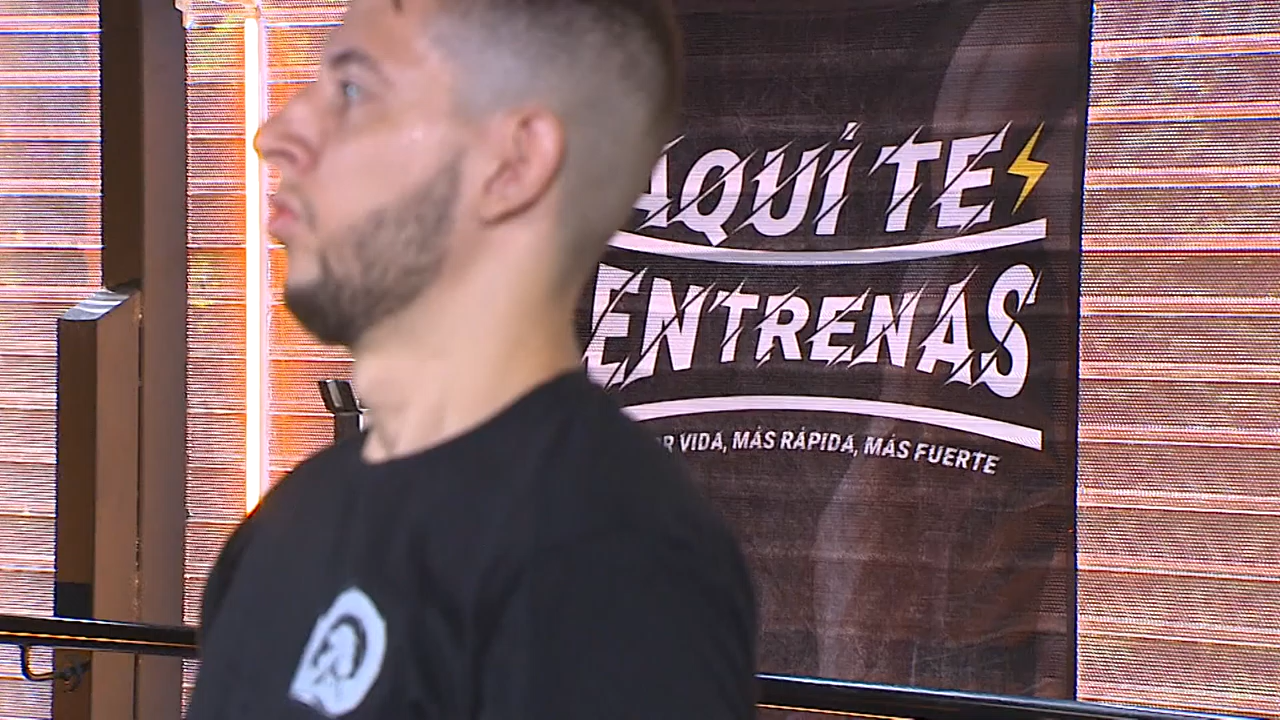 AQUÍ TE
ENTRENAS
VIDA, MÁS RÁPIDA, MÁS FUERTE